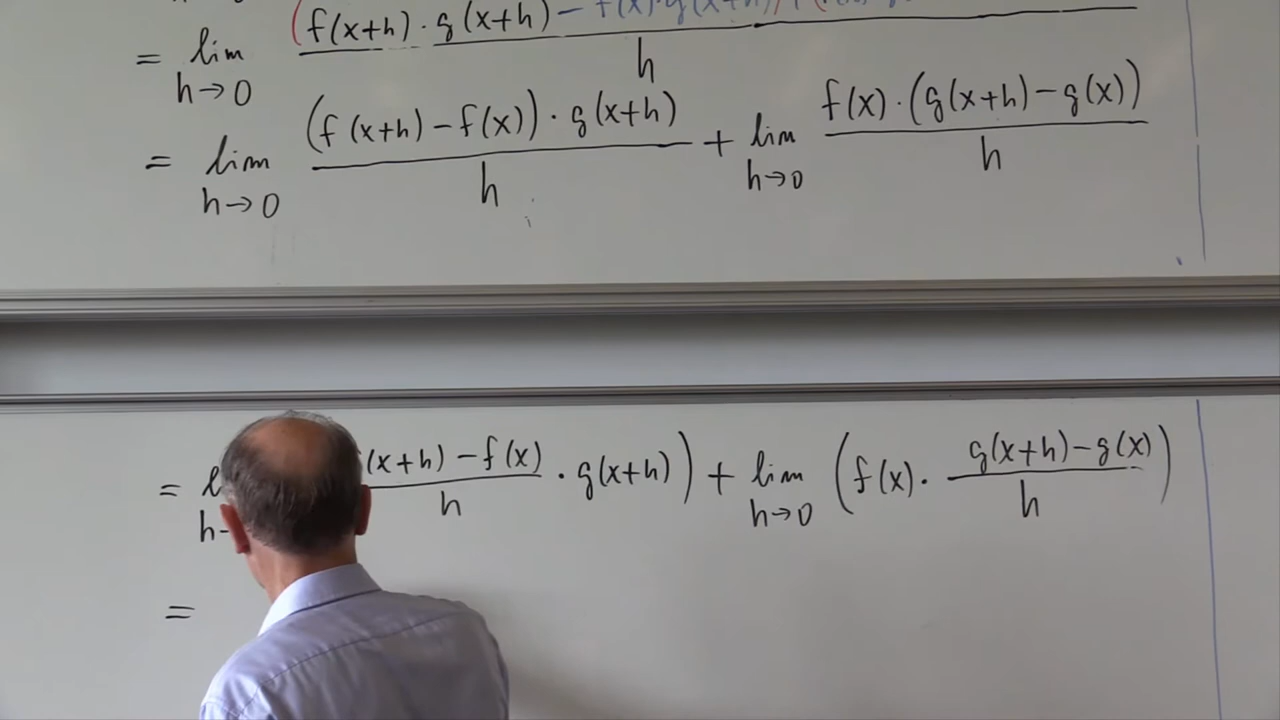 (f(x+h) · g(x+h) − f(x) · g(x+h)
= lim h→0 h
(f(x+h) − f(x)) · g(x+h) f(x) · (g(x+h) − g(x))
= lim h→0 h + lim h→0 h
(x+h) − f(x) · g(x+h)) + lim (f(x) · g(x+h) − g(x))
= l h h→0 h
h-
=